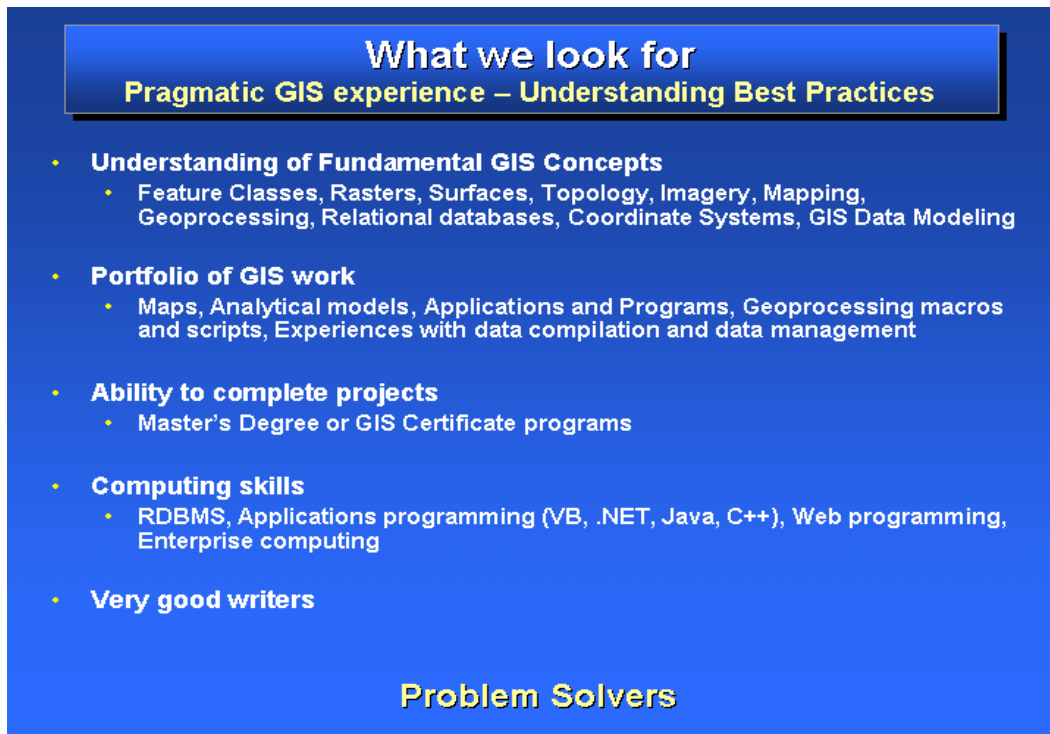 What we look for
Pragmatic GIS experience – Understanding Best Practices
• Understanding of Fundamental GIS Concepts
• Feature Classes, Rasters, Surfaces, Topology, Imagery, Mapping,
Geoprocessing, Relational databases, Coordinate Systems, GIS Data Modeling
• Portfolio of GIS work
• Maps, Analytical models, Applications and Programs, Geoprocessing macros
and scripts, Experiences with data compilation and data management
• Ability to complete projects
• Master's Degree or GIS Certificate programs
• Computing skills
• RDBMS, Applications programming (VB, .NET, Java, C++), Web programming,
Enterprise computing
• Very good writers
Problem Solvers